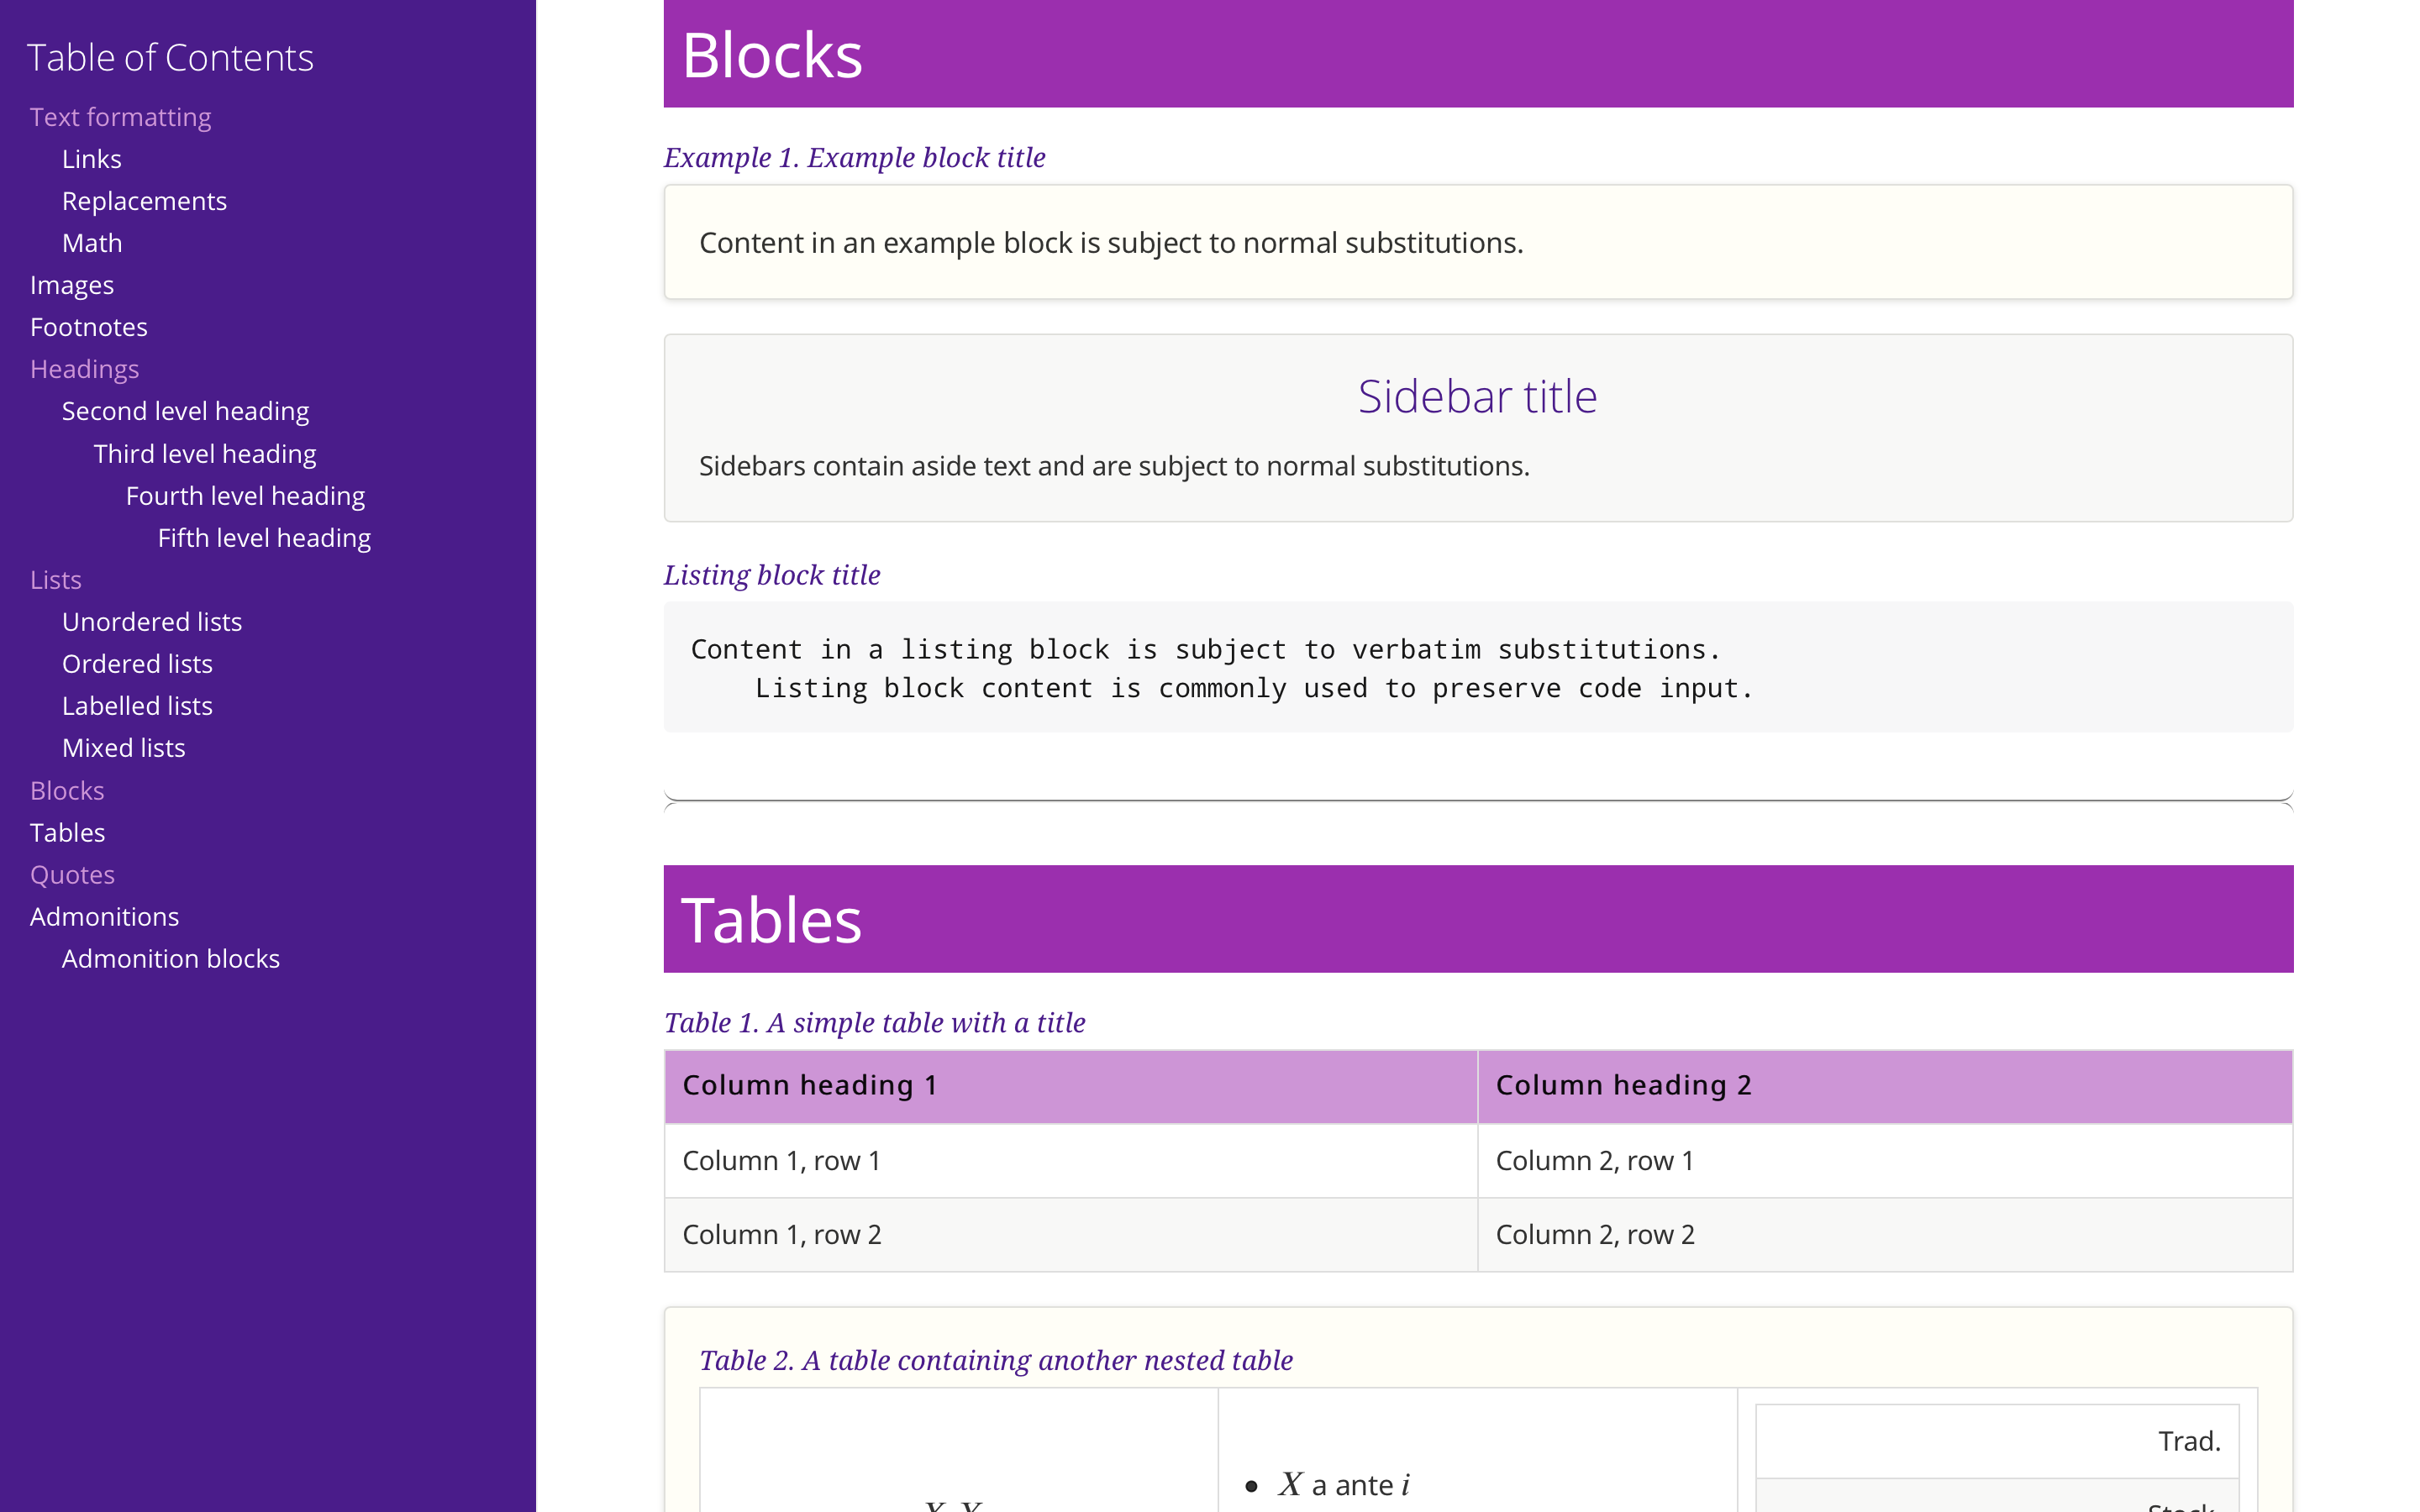 Table of Contents
Text formatting
Links
Replacements
Math
Images
Footnotes
Headings
Second level heading
Third level heading
Fourth level heading
Fifth level heading
Lists
Unordered lists
Ordered lists
Labelled lists
Mixed lists
Blocks
Tables
Quotes
Admonitions
Admonition blocks
Blocks
Example 1. Example block title
Content in an example block is subject to normal substitutions.
Sidebar title
Sidebars contain aside text and are subject to normal substitutions.
Listing block title
Content in a listing block is subject to verbatim substitutions.
Listing block content is commonly used to preserve code input.
Tables
Table 1. A simple table with a title
Column heading 1 Column heading 2
Column 1, row 1 Column 2, row 1
Column 1, row 2 Column 2, row 2
Table 2. A table containing another nested table
Trad.
• X a ante i